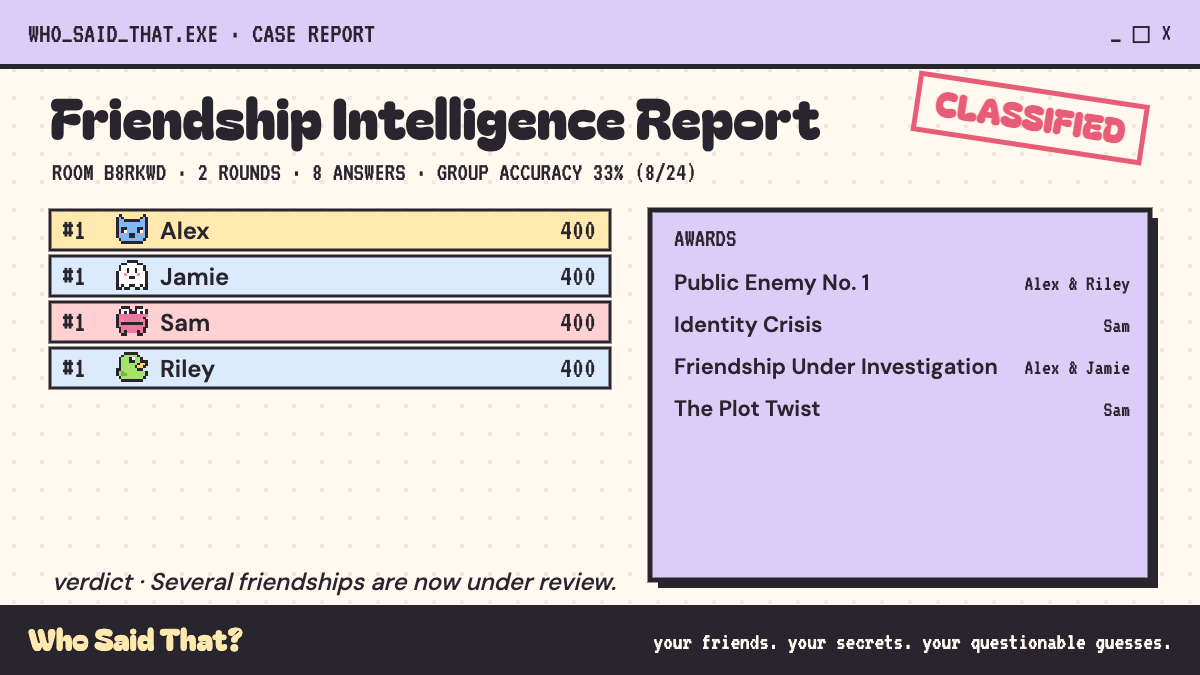 WHO_SAID_THAT.EXE · CASE REPORT
_ □ X
CLASSIFIED
Friendship Intelligence Report
ROOM B8RKWD · 2 ROUNDS · 8 ANSWERS · GROUP ACCURACY 33% (8/24)
#1 Alex 400
#1 Jamie 400
#1 Sam 400
#1 Riley 400
AWARDS
Public Enemy No. 1 Alex & Riley
Identity Crisis Sam
Friendship Under Investigation Alex & Jamie
The Plot Twist Sam
verdict · Several friendships are now under review.
Who Said That?
your friends. your secrets. your questionable guesses.